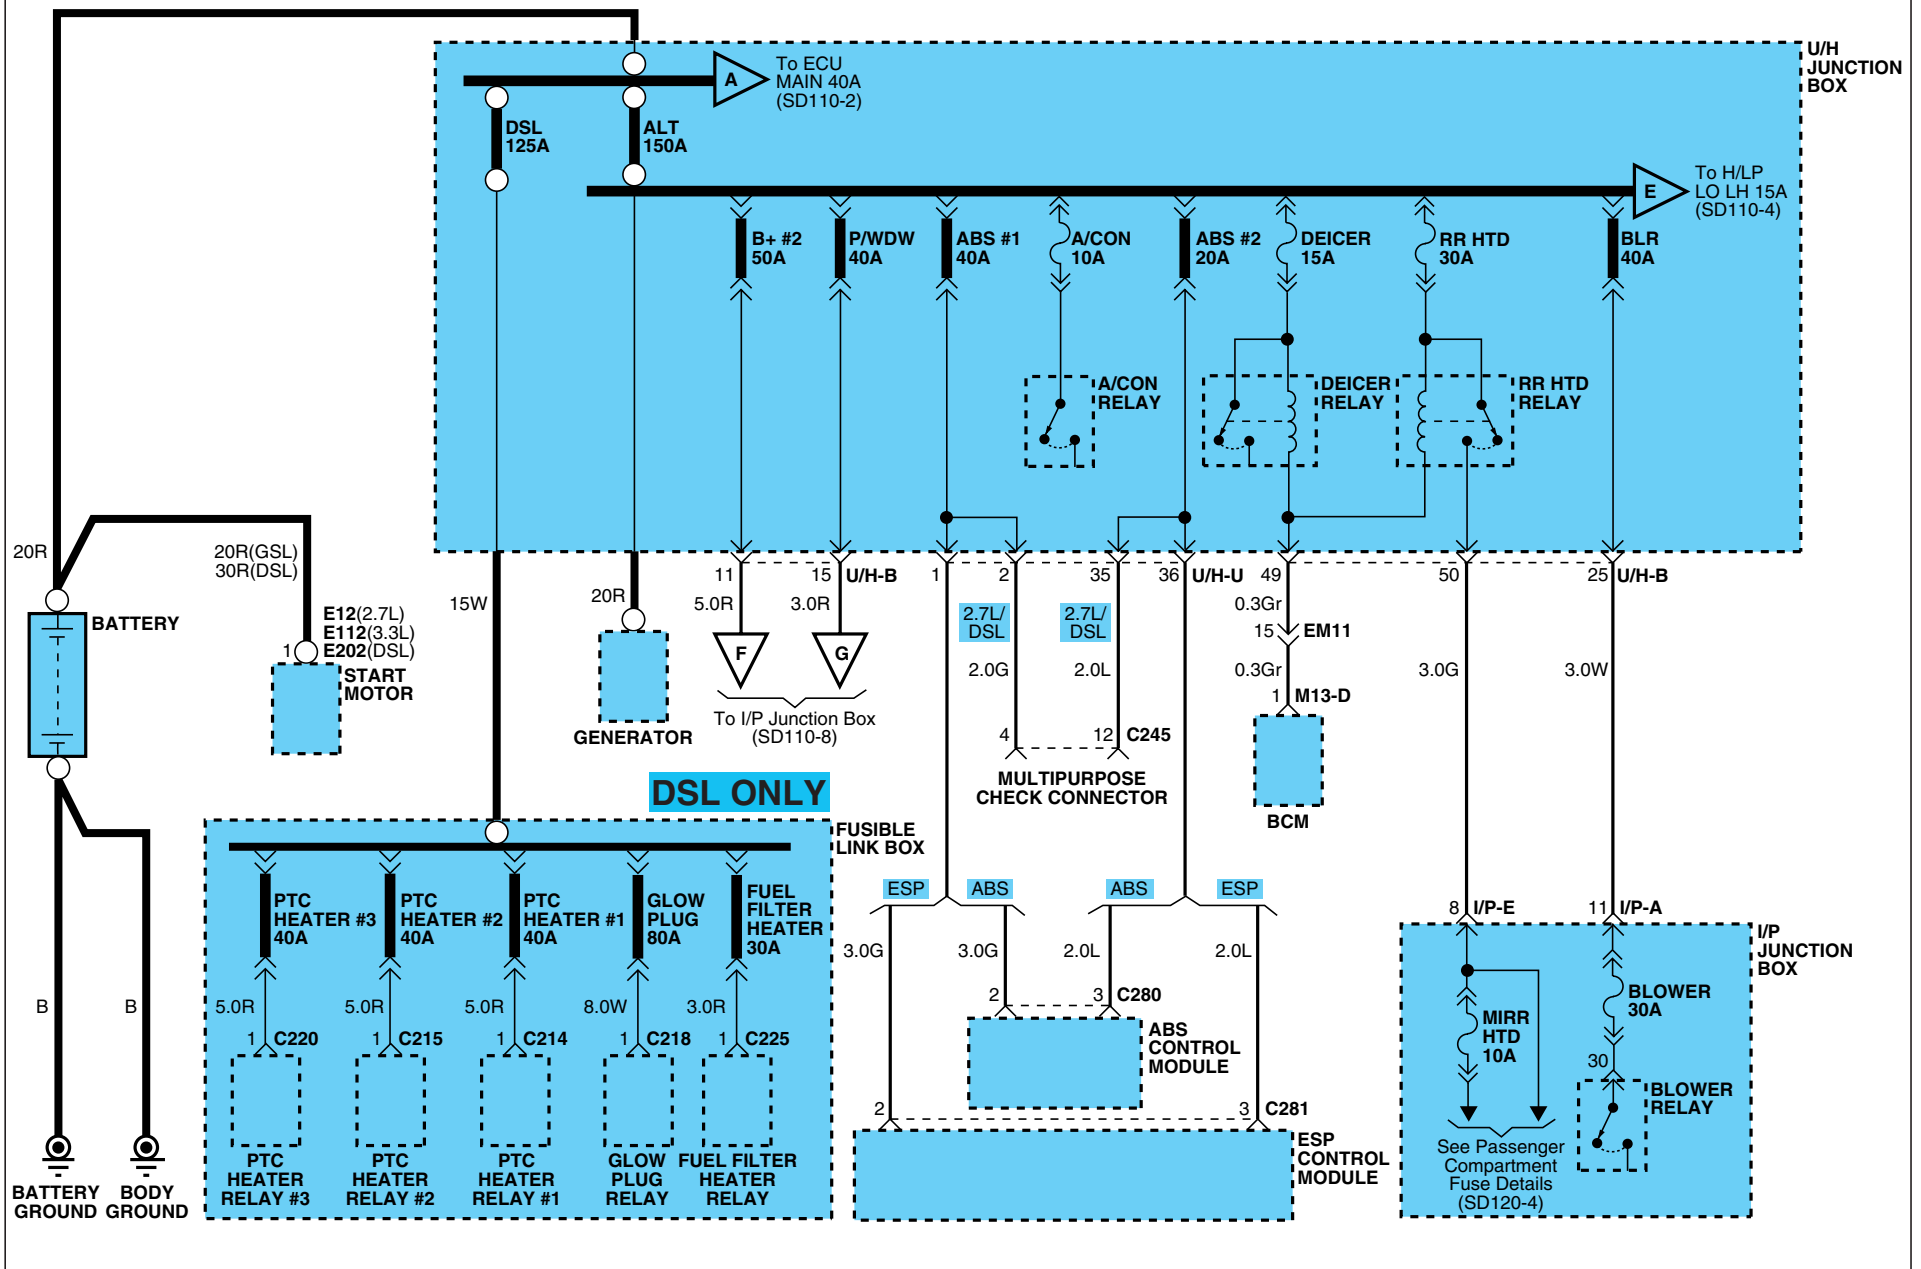 U/H
JUNCTION
BOX
A
To ECU
MAIN 40A
(SD110-2)
DSL
125A
ALT
150A
E
To H/LP
LO LH 15A
(SD110-4)
B+ #2
50A
P/WDW
40A
ABS #1
40A
A/CON
10A
ABS #2
20A
DEICER
15A
RR HTD
30A
BLR
40A
A/CON
RELAY
DEICER
RELAY
RR HTD
RELAY
20R
20R(GSL)
30R(DSL)
15W
20R
11
15
U/H-B
1
2
35
36
U/H-U
49
50
25
U/H-B
5.0R
3.0R
2.7L/
DSL
2.7L/
DSL
0.3Gr
15
EM11
BATTERY
E12(2.7L)
E112(3.3L)
E202(DSL)
1
START
MOTOR
F
G
2.0G
2.0L
0.3Gr
3.0G
3.0W
1
M13-D
To I/P Junction Box
(SD110-8)
GENERATOR
4
12
C245
MULTIPURPOSE
CHECK CONNECTOR
BCM
DSL ONLY
FUSIBLE
LINK BOX
PTC
HEATER #3
40A
PTC
HEATER #2
40A
PTC
HEATER #1
40A
GLOW
PLUG
80A
FUEL
FILTER
HEATER
30A
ESP
ABS
ABS
ESP
8
I/P-E
11
I/P-A
I/P
JUNCTION
BOX
3.0G
3.0G
2.0L
2.0L
B
B
5.0R
5.0R
5.0R
8.0W
3.0R
2
3
C280
BLOWER
30A
MIRR
HTD
10A
1
C220
1
C215
1
C214
1
C218
1
C225
ABS
CONTROL
MODULE
30
BLOWER
RELAY
2
3
C281
ESP
CONTROL
MODULE
See Passenger
Compartment
Fuse Details
(SD120-4)
BATTERY
GROUND
BODY
GROUND
PTC
HEATER
RELAY #3
PTC
HEATER
RELAY #2
PTC
HEATER
RELAY #1
GLOW
PLUG
RELAY
FUEL FILTER
HEATER
RELAY